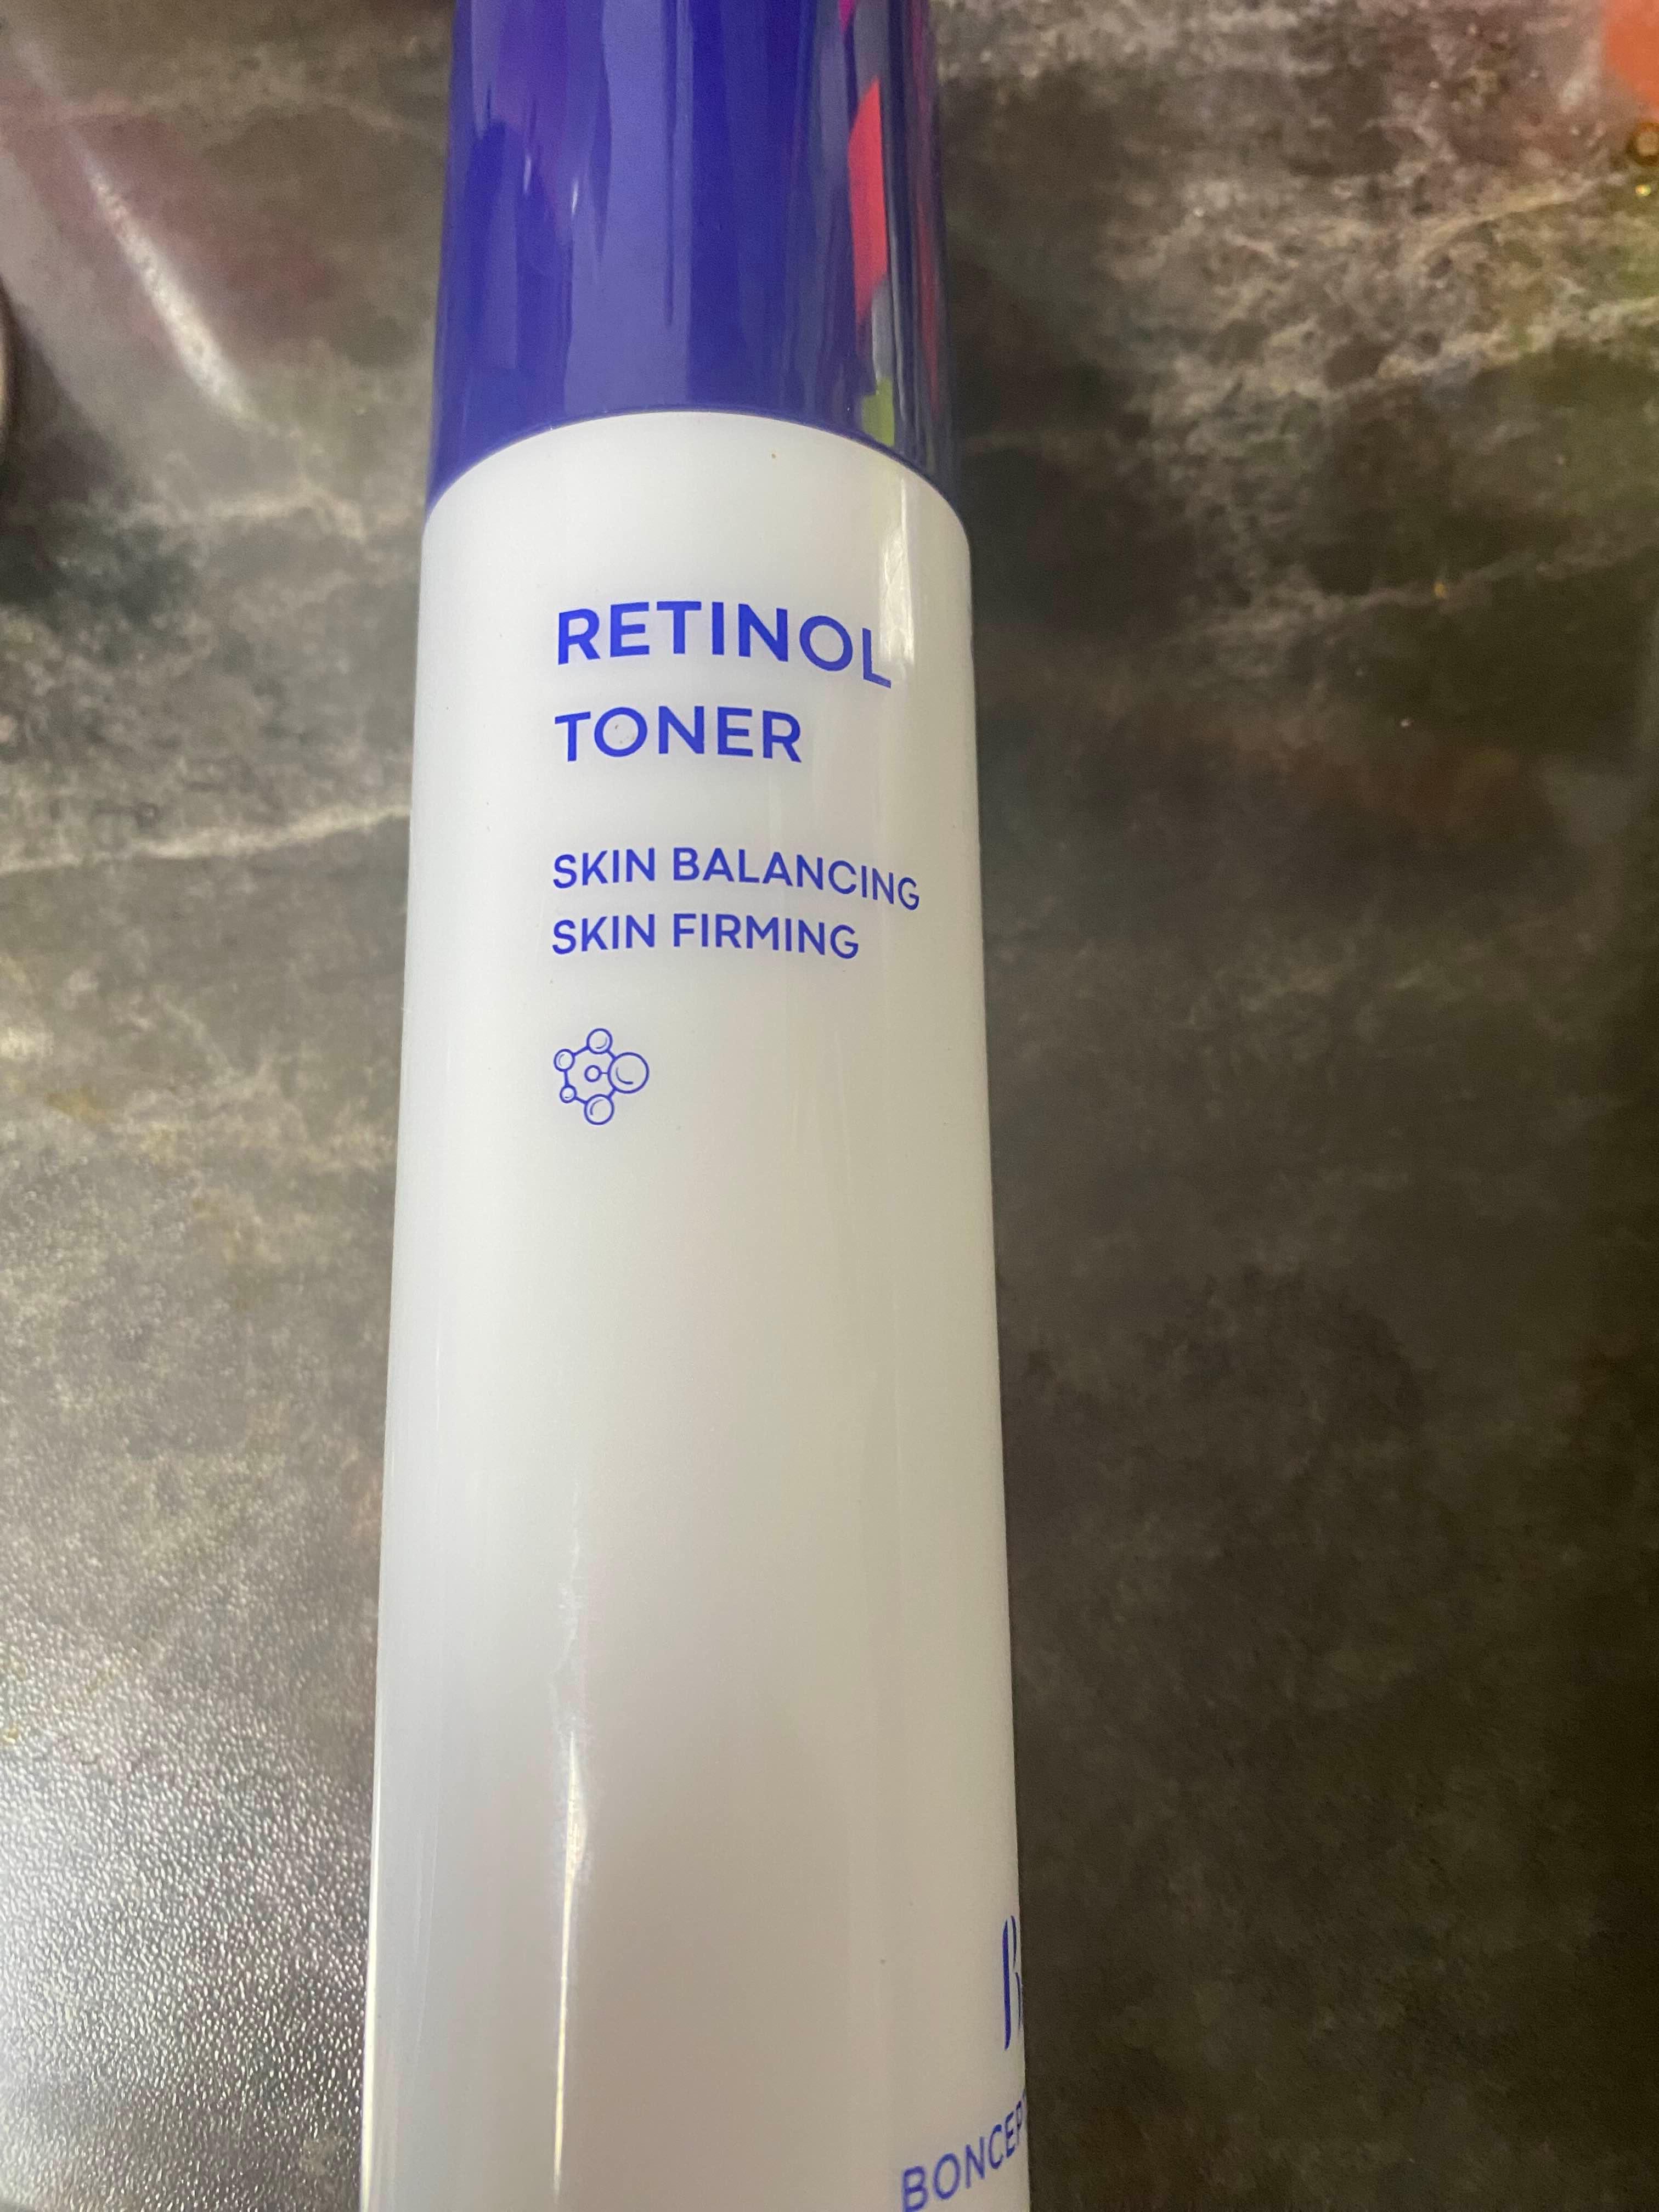 RETINOL
TONER
SKIN BALANCING
SKIN FIRMING